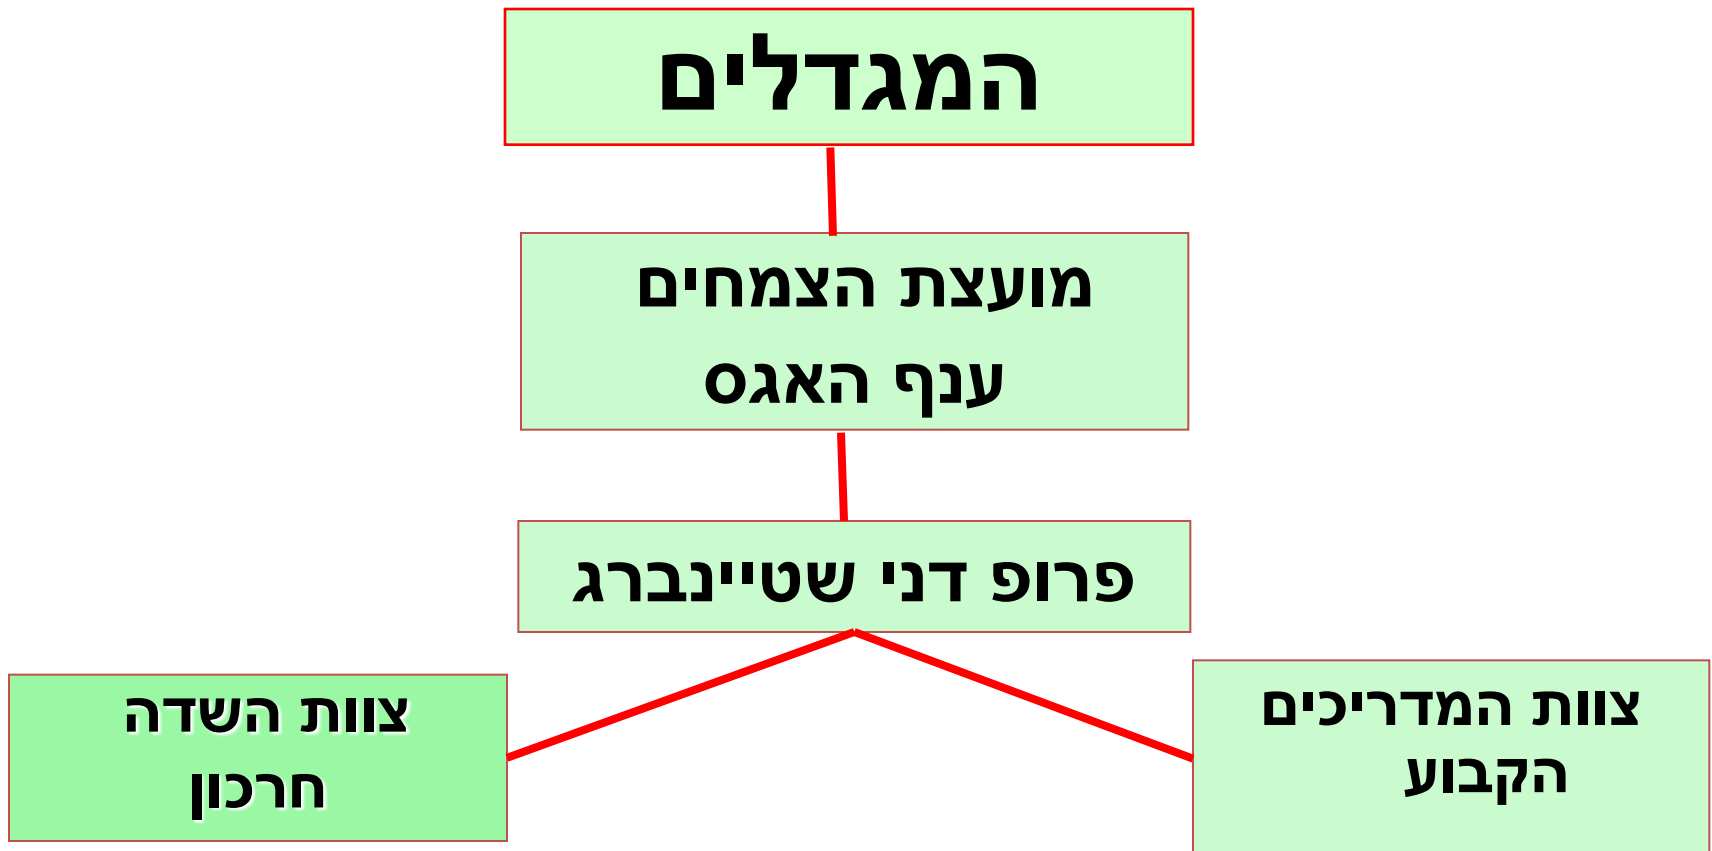 המגדלים
מועצת הצמחים
ענף האגס
פרופ דני שטיינברג
צוות המדריכים
הקבוע
צוות השדה
חרכון